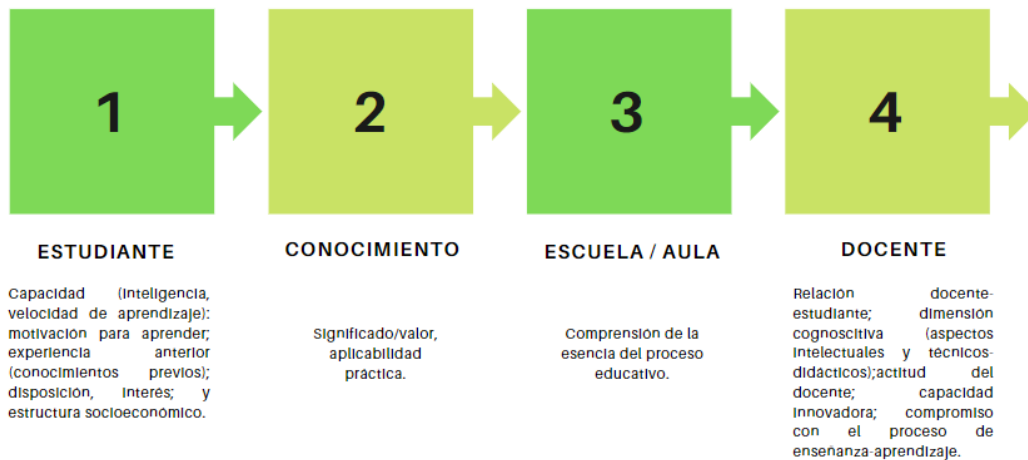 1
2
3
4
ESTUDIANTE
Capacidad (inteligencia,
velocidad de aprendizaje):
motivación para aprender;
experiencia anterior
(conocimientos previos);
disposición, interés; y
estructura socioeconómico.
CONOCIMIENTO
Significado/valor,
aplicabilidad
práctica.
ESCUELA / AULA
Comprensión de la
esencia del proceso
educativo.
DOCENTE
Relación docente-
estudiante; dimensión
cognoscitiva (aspectos
intelectuales y técnicos-
didácticos);actitud del
docente; capacidad
innovadora; compromiso
con el proceso de
enseñanza-aprendizaje.